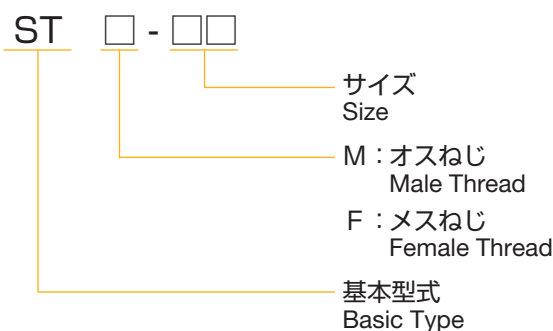 ST □ - □□
サイズ
Size
M：オスねじ
Male Thread
F：メスねじ
Female Thread
基本型式
Basic Type